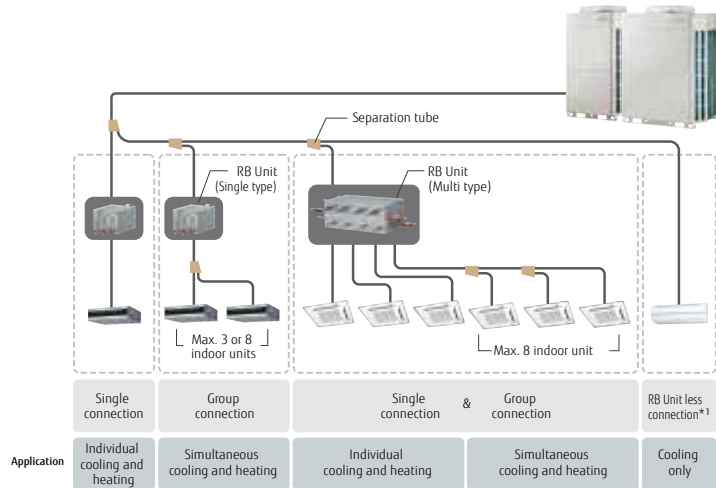 Separation tube
RB Unit
(Single type)
RB Unit
(Multi type)
Max. 3 or 8
indoor units
Max. 8 indoor unit
Single
connection
Group
connection
Single
connection
&
Group
connection
RB Unit less
connection*1
Application
Individual
cooling and
heating
Simultaneous
cooling and heating
Individual
cooling and heating
Simultaneous
cooling and heating
Cooling
only